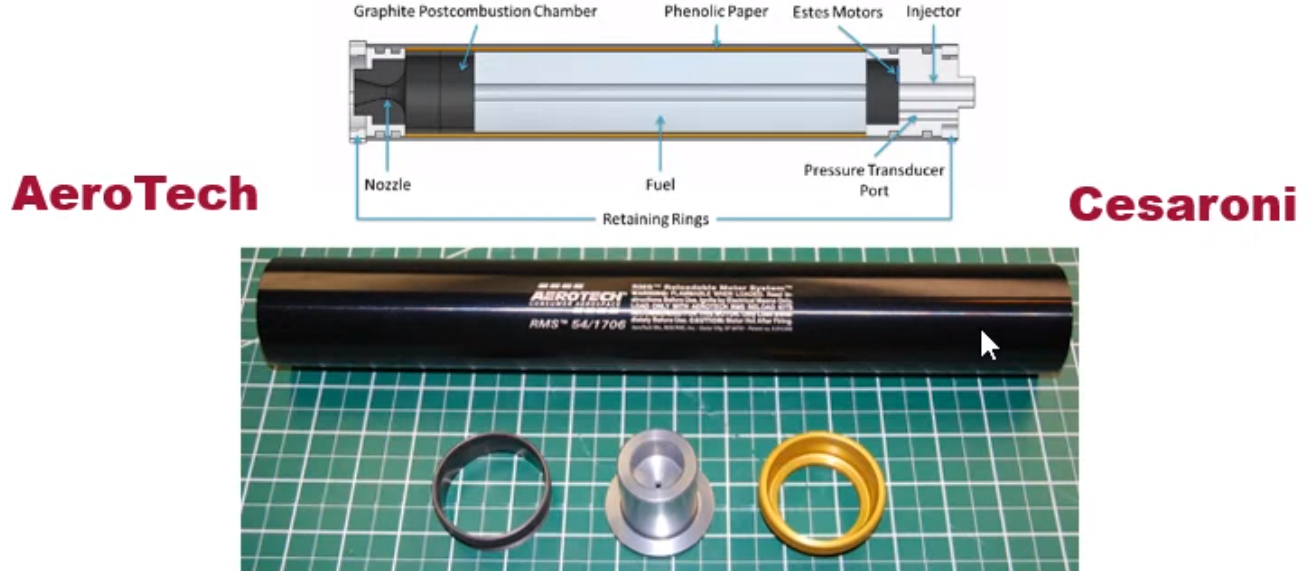 Graphite Postcombustion Chamber
Phenolic Paper
Estes Motors
Injector
Nozzle
Fuel
Pressure Transducer
Port
Retaining Rings
AeroTech
Cesaroni
AEROTECH
CONSUMER AEROSPACE
RMS™ 54/1706
RMS™ Reloadable Motor System™